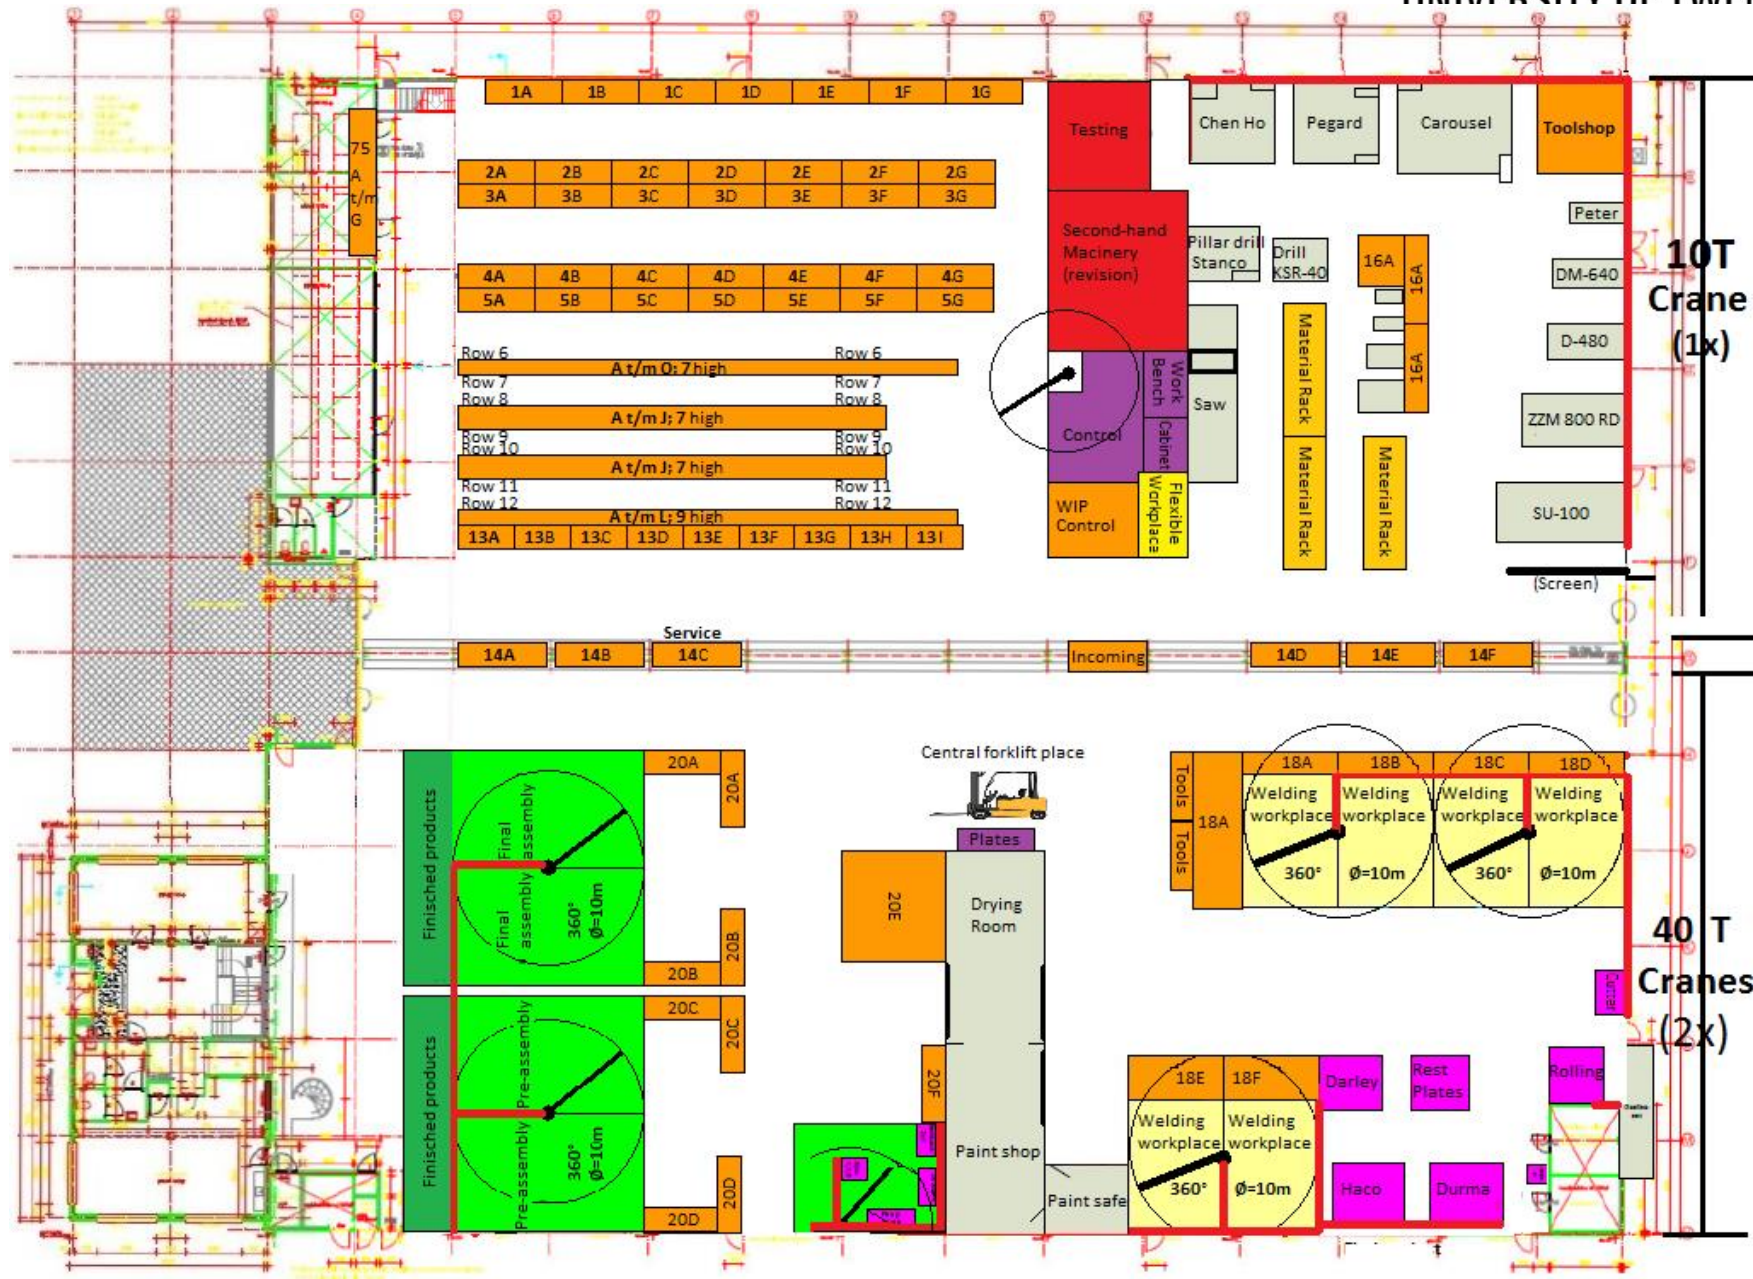 1A 1B 1C 1D 1E 1F 1G
75
A
t/m
G
2A 2B 2C 2D 2E 2F 2G
3A 3B 3C 3D 3E 3F 3G
4A 4B 4C 4D 4E 4F 4G
5A 5B 5C 5D 5E 5F 5G
Row 6 Row 6
A t/m O; 7 high
Row 7 Row 7
Row 8 Row 8
A t/m J; 7 high
Row 9 Row 9
Row 10 Row 10
A t/m J; 7 high
Row 11 Row 11
Row 12 Row 12
A t/m L; 9 high
13A 13B 13C 13D 13E 13F 13G 13H 13I
Testing
Second-hand
Macinery
(revision)
Work
Bench
Control
Cabinet
WIP
Control
Flexible
Workplace
Chen Ho
Pegard
Carousel
Toolshop
Pillar drill
Stanco
Drill
KSR-40
16A
16A
16A
Saw
Material Rack
Material Rack
Material Rack
Peter
DM-640
D-480
ZZM 800 RD
SU-100
(Screen)
10T
Crane
(1x)
Service
14A 14B 14C Incoming 14D 14E 14F
Finisched products
Final
assembly
Final
assembly
360°
Ø=10m
20A
20A
20B
20B
Finisched products
Pre-assembly
Pre-assembly
360°
Ø=10m
20C
20C
20D
20D
Central forklift place
Plates
20E
Drying
Room
20F
Paint shop
Paint safe
Tools
Tools
18A
18A 18B 18C 18D
Welding
workplace
Welding
workplace
Welding
workplace
Welding
workplace
360° Ø=10m 360° Ø=10m
40 T
Cranes
(2x)
Cutter
18E 18F
Welding
workplace
Welding
workplace
360° Ø=10m
Darley
Rest
Plates
Rolling
Haco
Durma